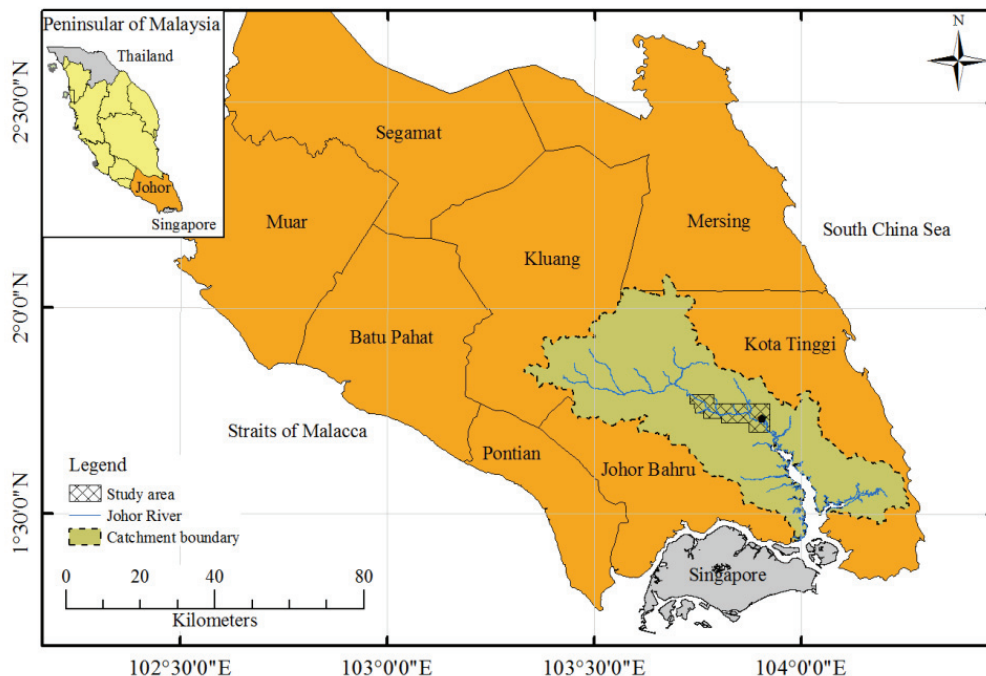 Peninsular of Malaysia
Thailand
Johor
Singapore
N
2°30'0"N
2°0'0"N
1°30'0"N
Segamat
Muar
Mersing
South China Sea
Kluang
Batu Pahat
Kota Tinggi
Straits of Malacca
Pontian
Johor Bahru
Singapore
Legend
Study area
Johor River
Catchment boundary
0 20 40 80
Kilometers
102°30'0"E 103°0'0"E 103°30'0"E 104°0'0"E